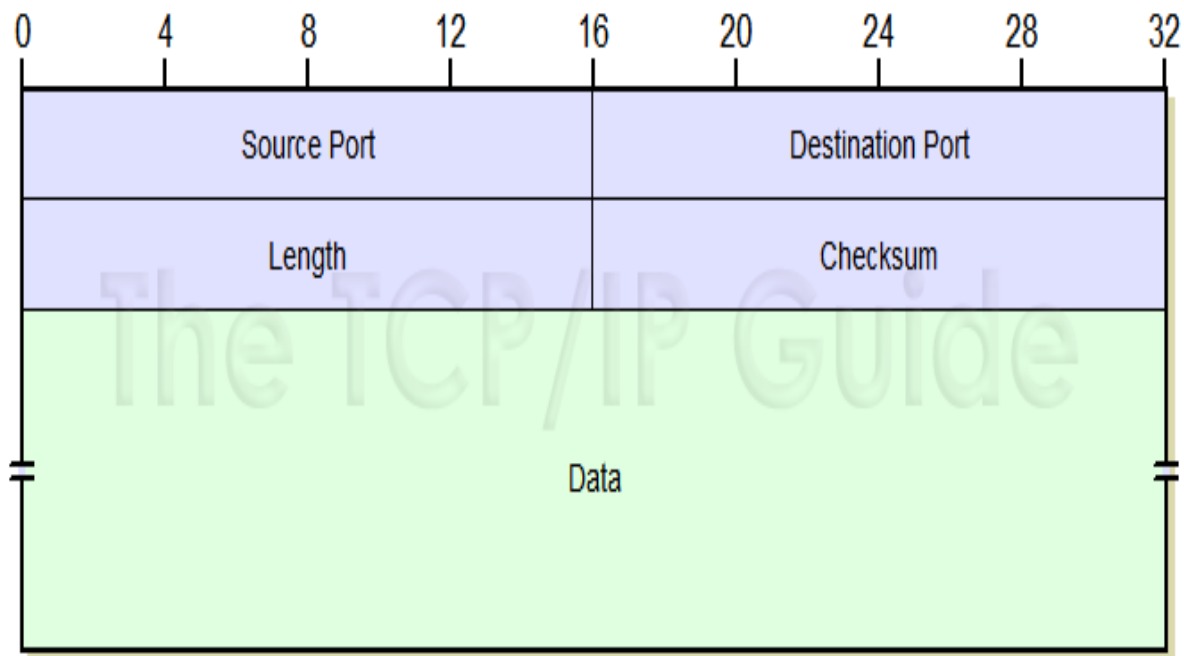 0 4 8 12 16 20 24 28 32
Source Port Destination Port
Length Checksum
The TCP/IP Guide
Data